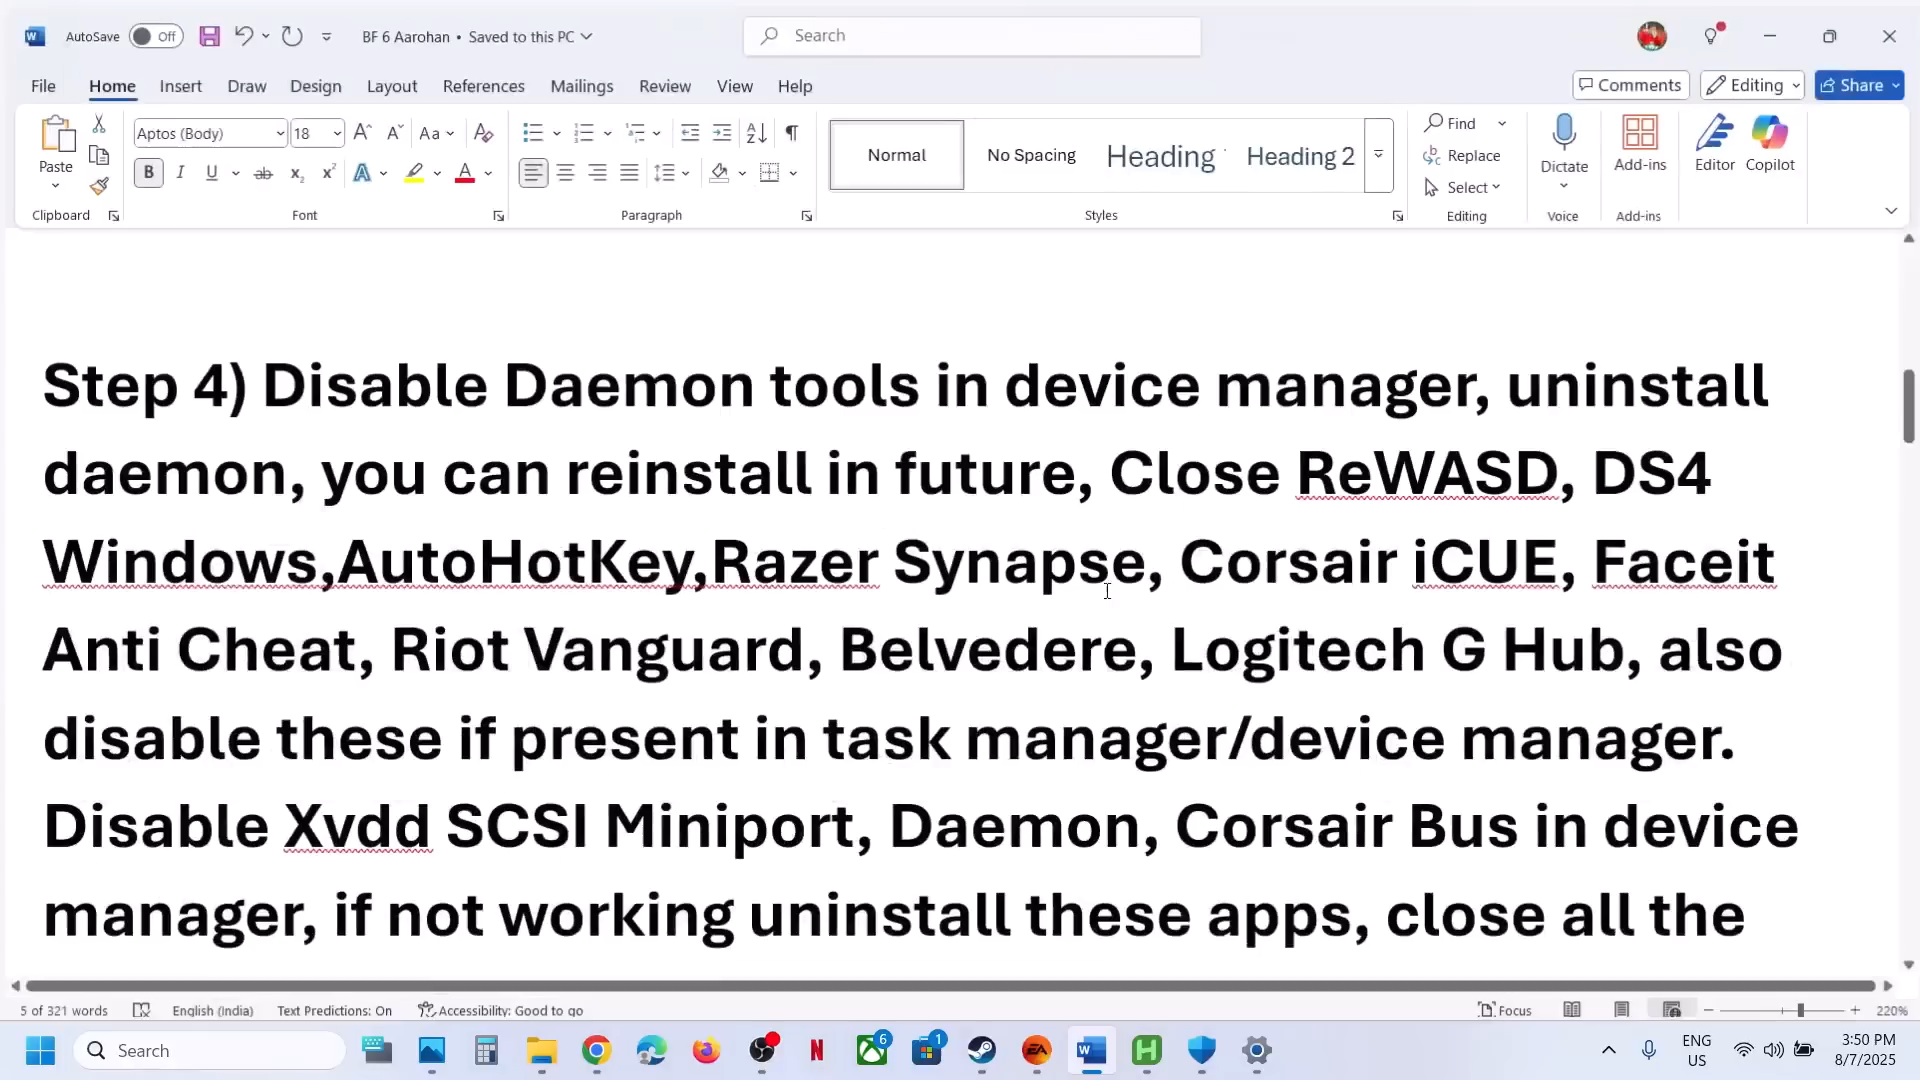 AutoSave Off BF 6 Aarohan • Saved to this PC Search
File Home Insert Draw Design Layout References Mailings Review View Help Comments Editing Share
Paste Aptos (Body) 18 Aa Normal No Spacing Heading Heading 2 Find Replace Select Dictate Add-ins Editor Copilot
Clipboard Font Paragraph Styles Editing Voice Add-ins
Step 4) Disable Daemon tools in device manager, uninstall
daemon, you can reinstall in future, Close ReWASD, DS4
Windows,AutoHotKey,Razer Synapse, Corsair iCUE, Faceit
Anti Cheat, Riot Vanguard, Belvedere, Logitech G Hub, also
disable these if present in task manager/device manager.
Disable Xvdd SCSI Miniport, Daemon, Corsair Bus in device
manager, if not working uninstall these apps, close all the
5 of 321 words English (India) Text Predictions: On Accessibility: Good to go Focus 220%
Search 6 1 ENG US 3:50 PM 8/7/2025